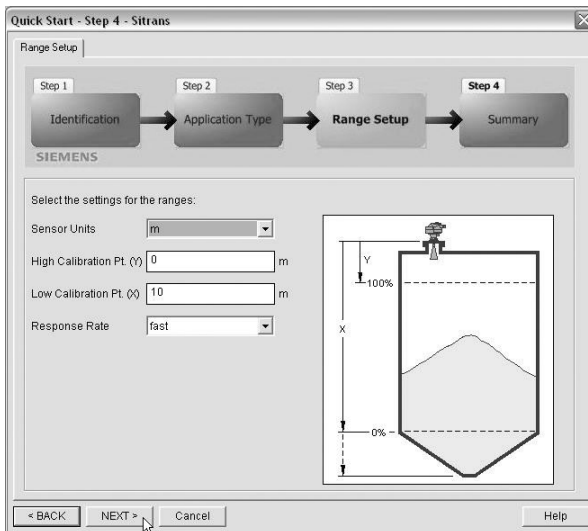 Quick Start - Step 4 - Sitrans
Range Setup
Step 1
Step 2
Step 3
Step 4
Identification
Application Type
Range Setup
Summary
SIEMENS
Select the settings for the ranges:
Sensor Units
m
High Calibration Pt. (Y)
0
m
Low Calibration Pt. (X)
10
m
Response Rate
fast
Y
100%
X
0%
< BACK
NEXT >
Cancel
Help